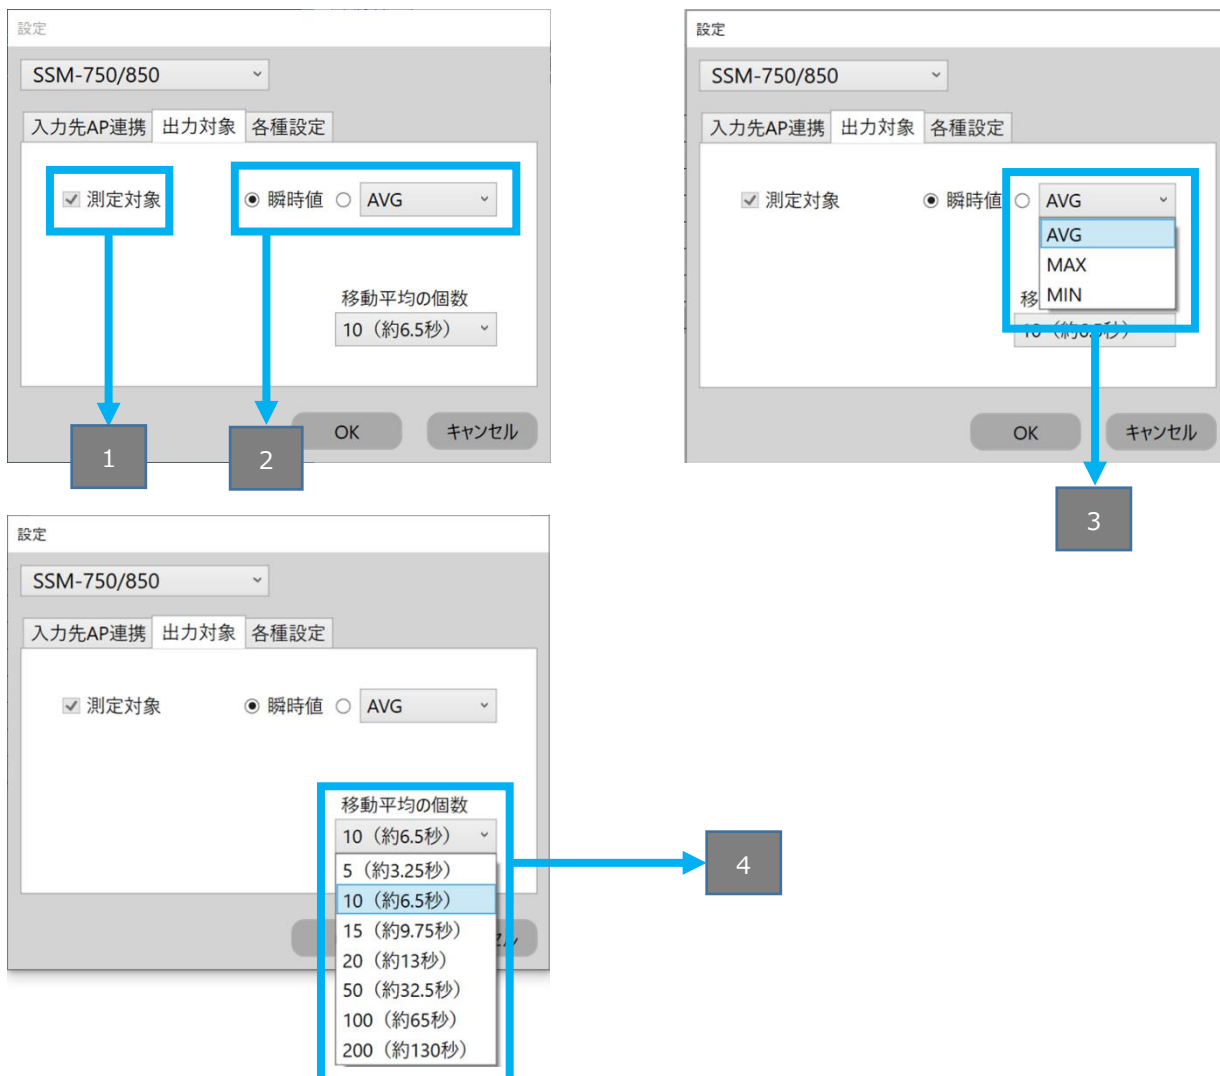 設定
SSM-750/850
入力先AP連携 出力対象 各種設定
測定対象 瞬時値 AVG
移動平均の個数
10（約6.5秒）
OK キャンセル
1 2
設定
SSM-750/850
入力先AP連携 出力対象 各種設定
測定対象 瞬時値 AVG
AVG
MAX
移 MIN
10（約6.5秒）
OK キャンセル
3
設定
SSM-750/850
入力先AP連携 出力対象 各種設定
測定対象 瞬時値 AVG
移動平均の個数
10（約6.5秒）
5（約3.25秒）
10（約6.5秒）
15（約9.75秒）
20（約13秒）
50（約32.5秒）
100（約65秒）
200（約130秒）
4